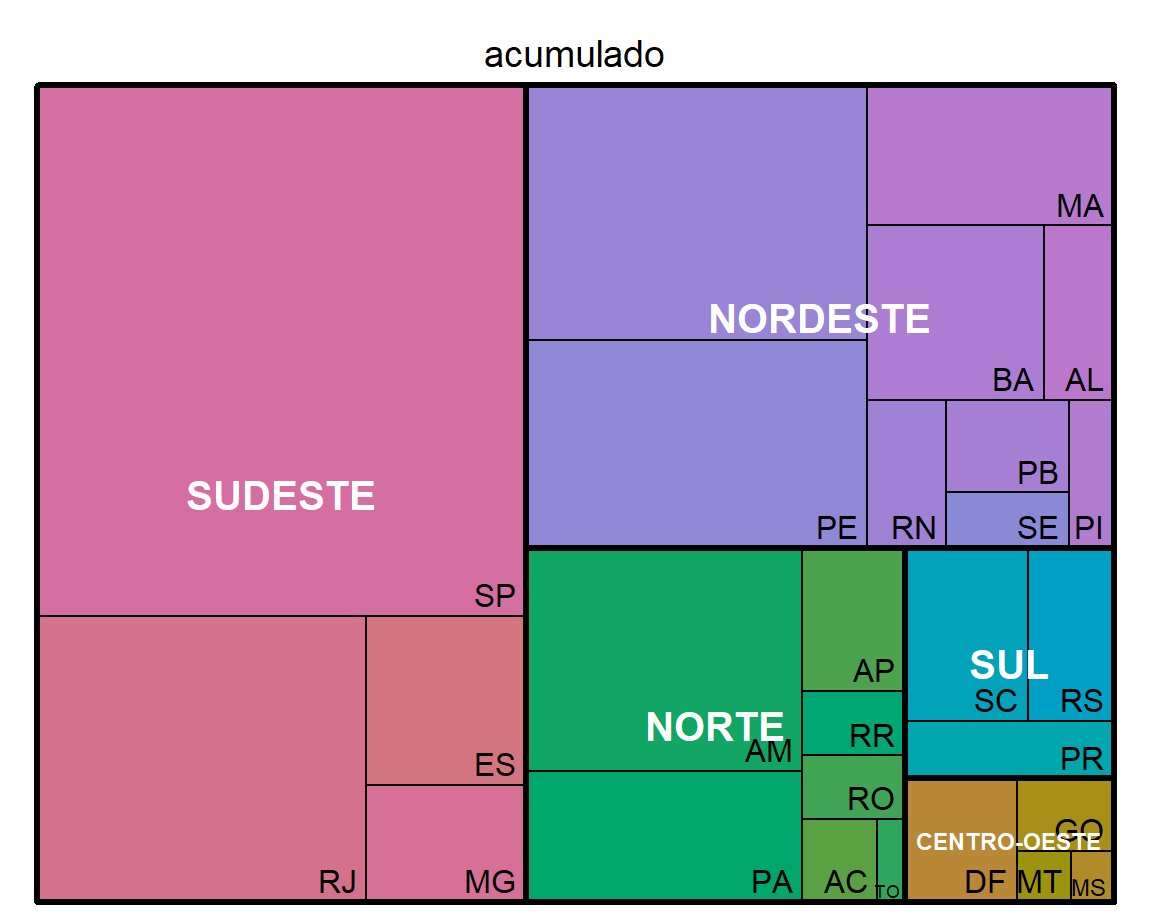 acumulado
MA
NORDESTE
BA
AL
PB
SUDESTE
PE
RN
SE
PI
SP
AP
SUL
SC
RS
NORTE
AM
RR
ES
PR
RO
GO
CENTRO-OESTE
RJ
MG
PA
AC
TO
DF
MT
MS